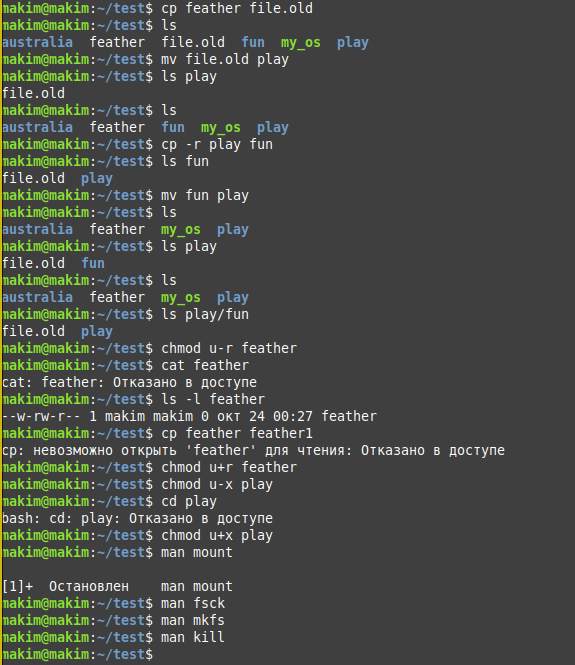 makim@makim:~/test$ cp feather file.old
makim@makim:~/test$ ls
australia  feather  file.old  fun  my_os  play
makim@makim:~/test$ mv file.old play
makim@makim:~/test$ ls play
file.old
makim@makim:~/test$ ls
australia  feather  fun  my_os  play
makim@makim:~/test$ cp -r play fun
makim@makim:~/test$ ls fun
file.old  play
makim@makim:~/test$ mv fun play
makim@makim:~/test$ ls
australia  feather  my_os  play
makim@makim:~/test$ ls play
file.old  fun
makim@makim:~/test$ ls
australia  feather  my_os  play
makim@makim:~/test$ ls play/fun
file.old  play
makim@makim:~/test$ chmod u-r feather
makim@makim:~/test$ cat feather
cat: feather: Отказано в доступе
makim@makim:~/test$ ls -l feather
--w-rw-r-- 1 makim makim 0 окт 24 00:27 feather
makim@makim:~/test$ cp feather feather1
cp: невозможно открыть 'feather' для чтения: Отказано в доступе
makim@makim:~/test$ chmod u+r feather
makim@makim:~/test$ chmod u-x play
makim@makim:~/test$ cd play
bash: cd: play: Отказано в доступе
makim@makim:~/test$ chmod u+x play
makim@makim:~/test$ man mount
[1]+  Остановлен    man mount
makim@makim:~/test$ man fsck
makim@makim:~/test$ man mkfs
makim@makim:~/test$ man kill
makim@makim:~/test$